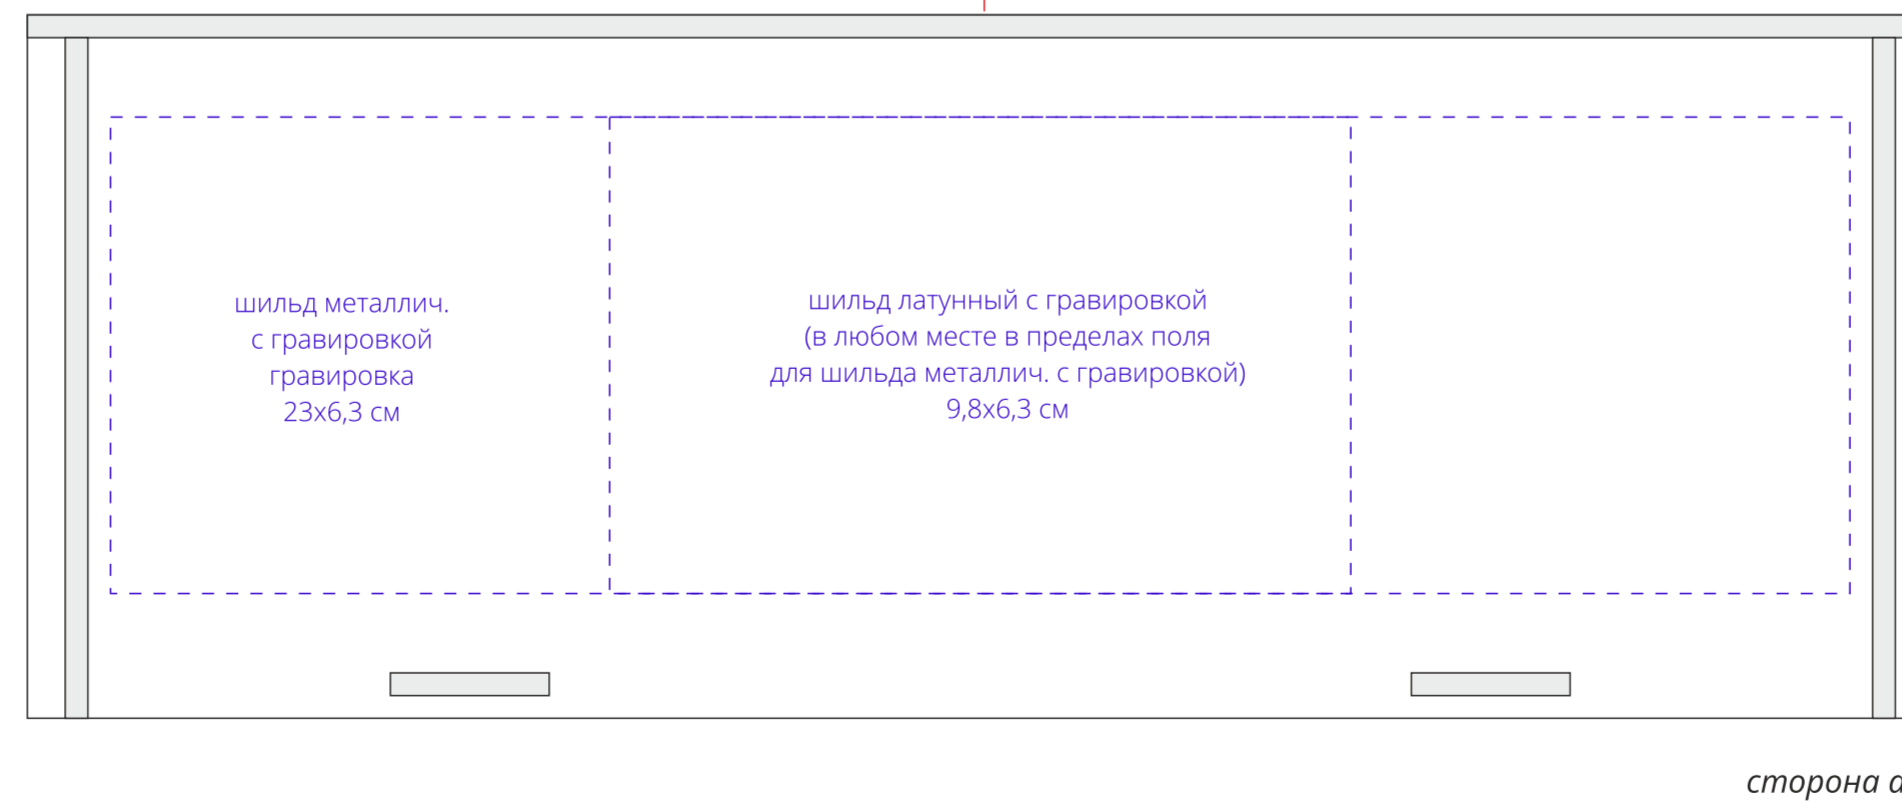 шильд металлич.
с гравировкой
гравировка
23х6,3 см
шильд латунный с гравировкой
(в любом месте в пределах поля
для шильда металлич. с гравировкой)
9,8х6,3 см
сторона